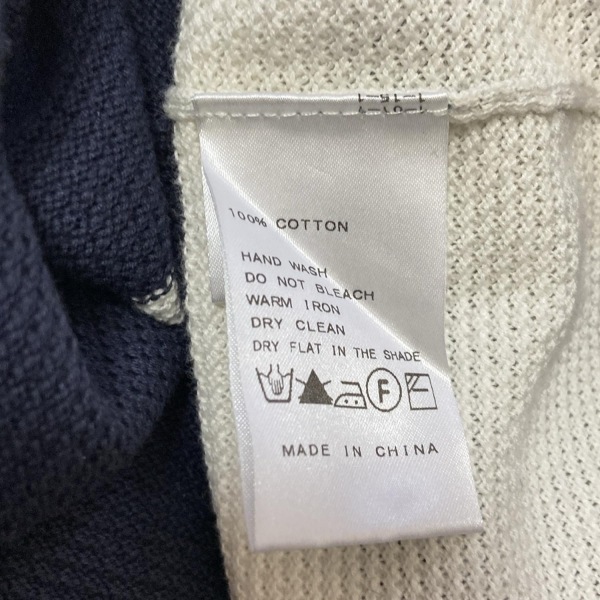 100% COTTON
HAND WASH
DO NOT BLEACH
WARM IRON
DRY CLEAN
DRY FLAT IN THE SHADE
F
MADE IN CHINA